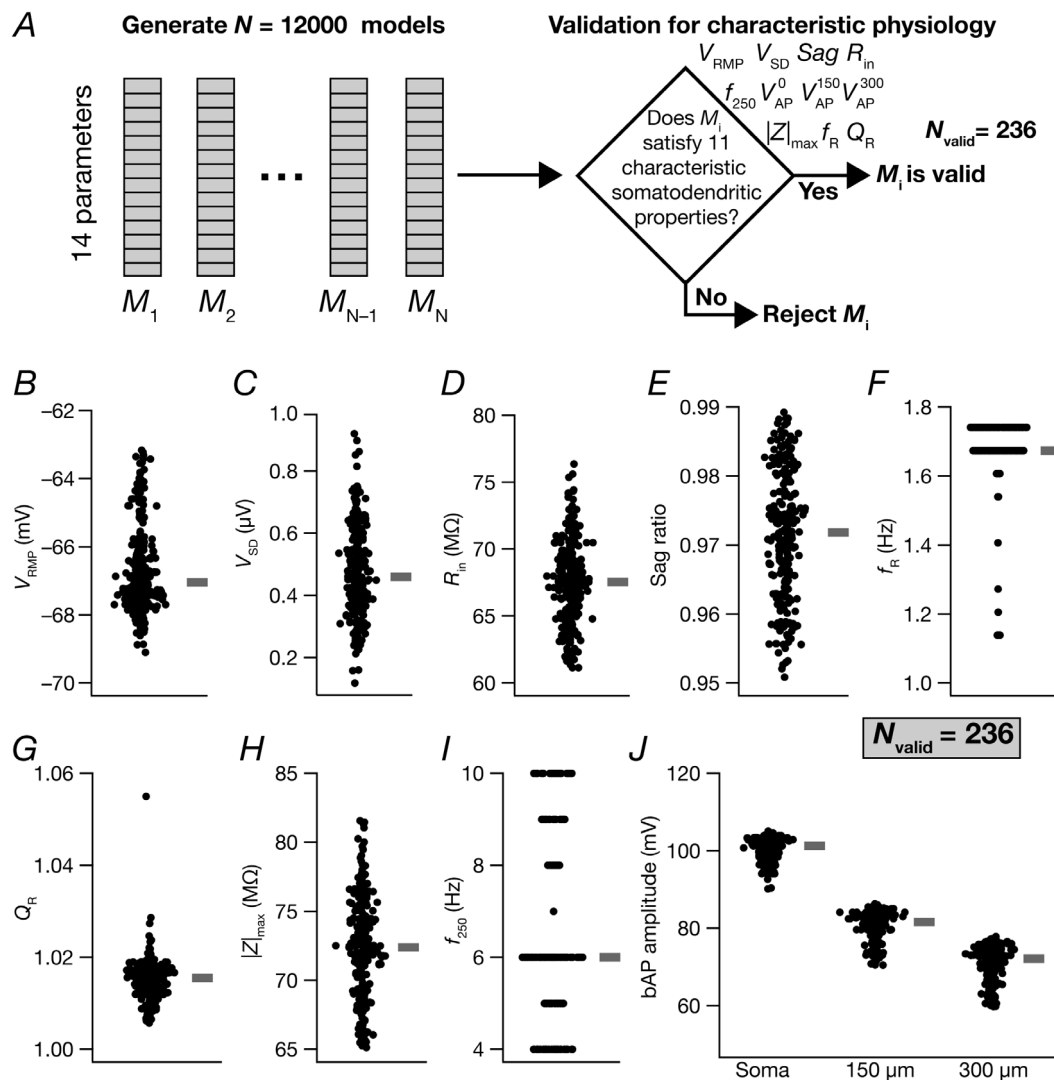 A
Generate N = 12000 models
Validation for characteristic physiology
14 parameters
M1
M2
...
MN–1
MN
VRMP VSD Sag Rin
f250 V0AP V150AP V300AP
|Z|max fR QR
Does Mi
satisfy 11
characteristic
somatodendritic
properties?
Nvalid = 236
Yes
Mi is valid
No
Reject Mi
B
VRMP (mV)
–62
–64
–66
–68
–70
C
VSD (µV)
1.0
0.8
0.6
0.4
0.2
D
Rin (MΩ)
80
75
70
65
60
E
Sag ratio
0.99
0.98
0.97
0.96
0.95
F
fR (Hz)
1.8
1.6
1.4
1.2
1.0
G
QR
1.06
1.04
1.02
1.00
H
|Z|max (MΩ)
85
80
75
70
65
I
f250 (Hz)
10
8
6
4
Nvalid = 236
J
bAP amplitude (mV)
120
100
80
60
Soma
150 µm
300 µm